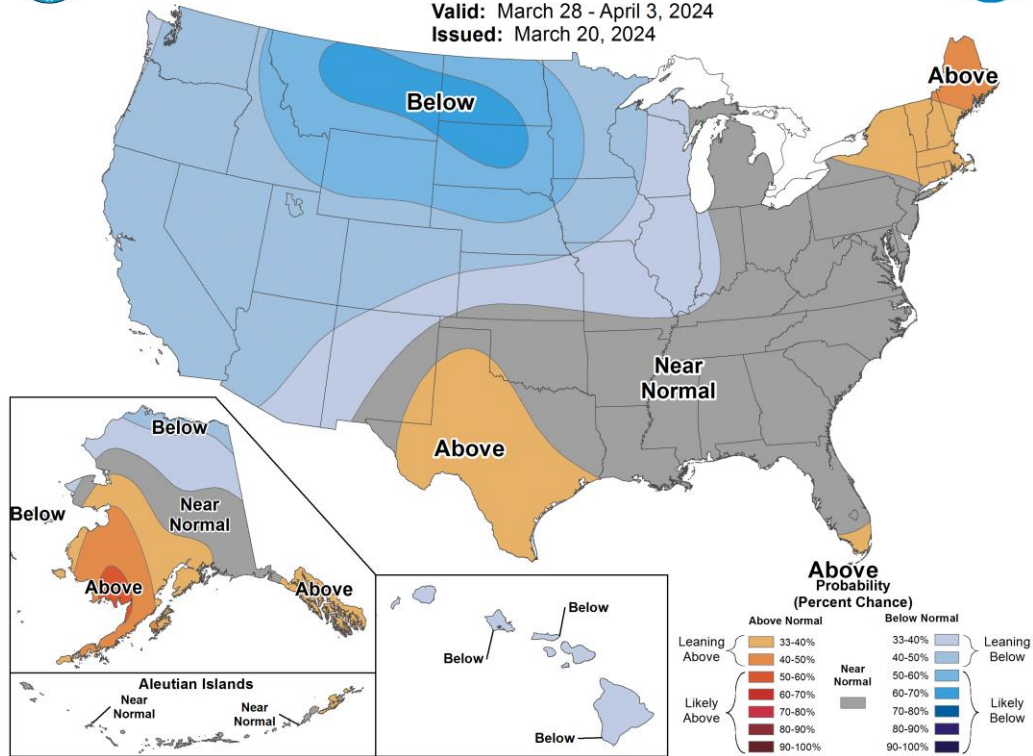 Valid: March 28 - April 3, 2024
Issued: March 20, 2024
Above
Below
Near
Normal
Above
Above
Below
Near
Normal
Below
Above
Above
Aleutian Islands
Near
Normal
Near
Normal
Below
Below
Below
Probability
(Percent Chance)
Above Normal
Below Normal
Leaning
Above
33-40%
40-50%
50-60%
60-70%
70-80%
80-90%
90-100%
Likely
Above
Near
Normal
33-40%
40-50%
50-60%
60-70%
70-80%
80-90%
90-100%
Leaning
Below
Likely
Below